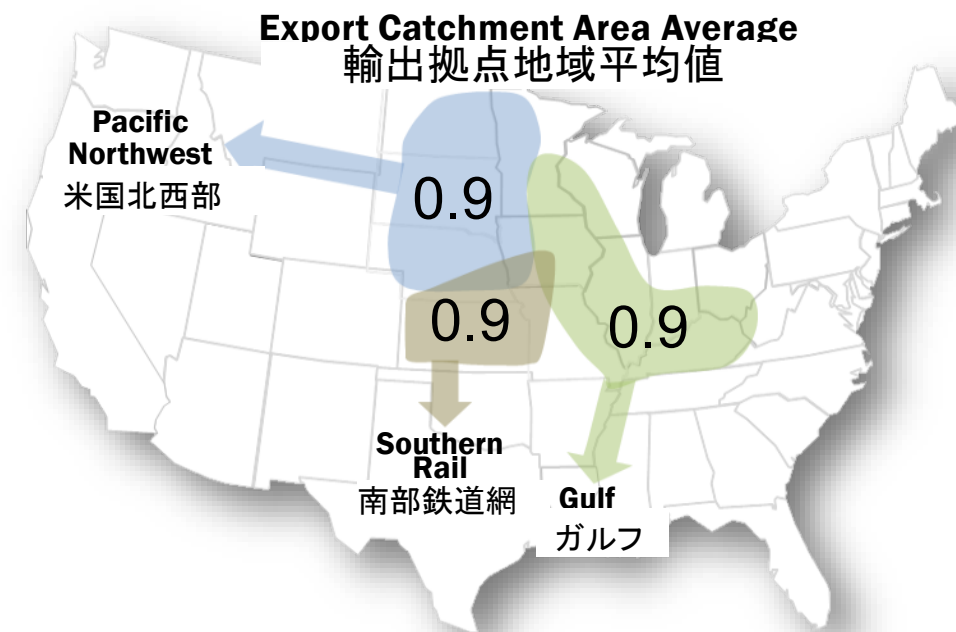 Export Catchment Area Average
輸出拠点地域平均値
Pacific
Northwest
米国北西部
0.9
0.9
0.9
Southern
Rail
南部鉄道網
Gulf
ガルフ